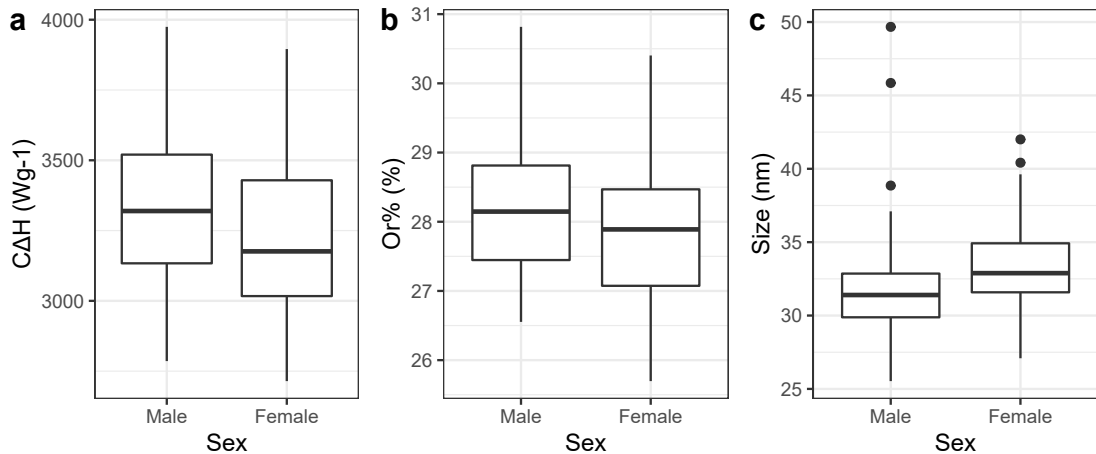 a
CΔH (Wg-1)
4000
3500
3000
Male Female
Sex
b
Or% (%)
31
30
29
28
27
26
Male Female
Sex
c
Size (nm)
50
45
40
35
30
25
Male Female
Sex